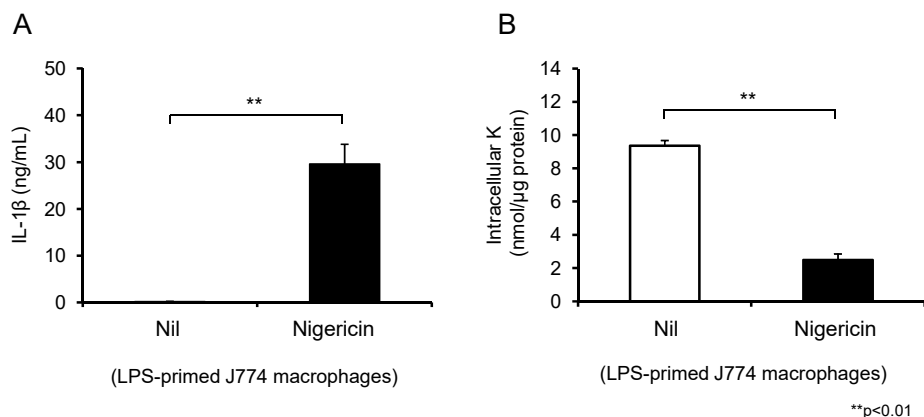 A
IL-1β (ng/mL)
50
40
30
20
10
0
**
Nil
Nigericin
(LPS-primed J774 macrophages)
B
Intracellular K
(nmol/μg protein)
14
12
10
8
6
4
2
0
**
Nil
Nigericin
(LPS-primed J774 macrophages)
**p<0.01